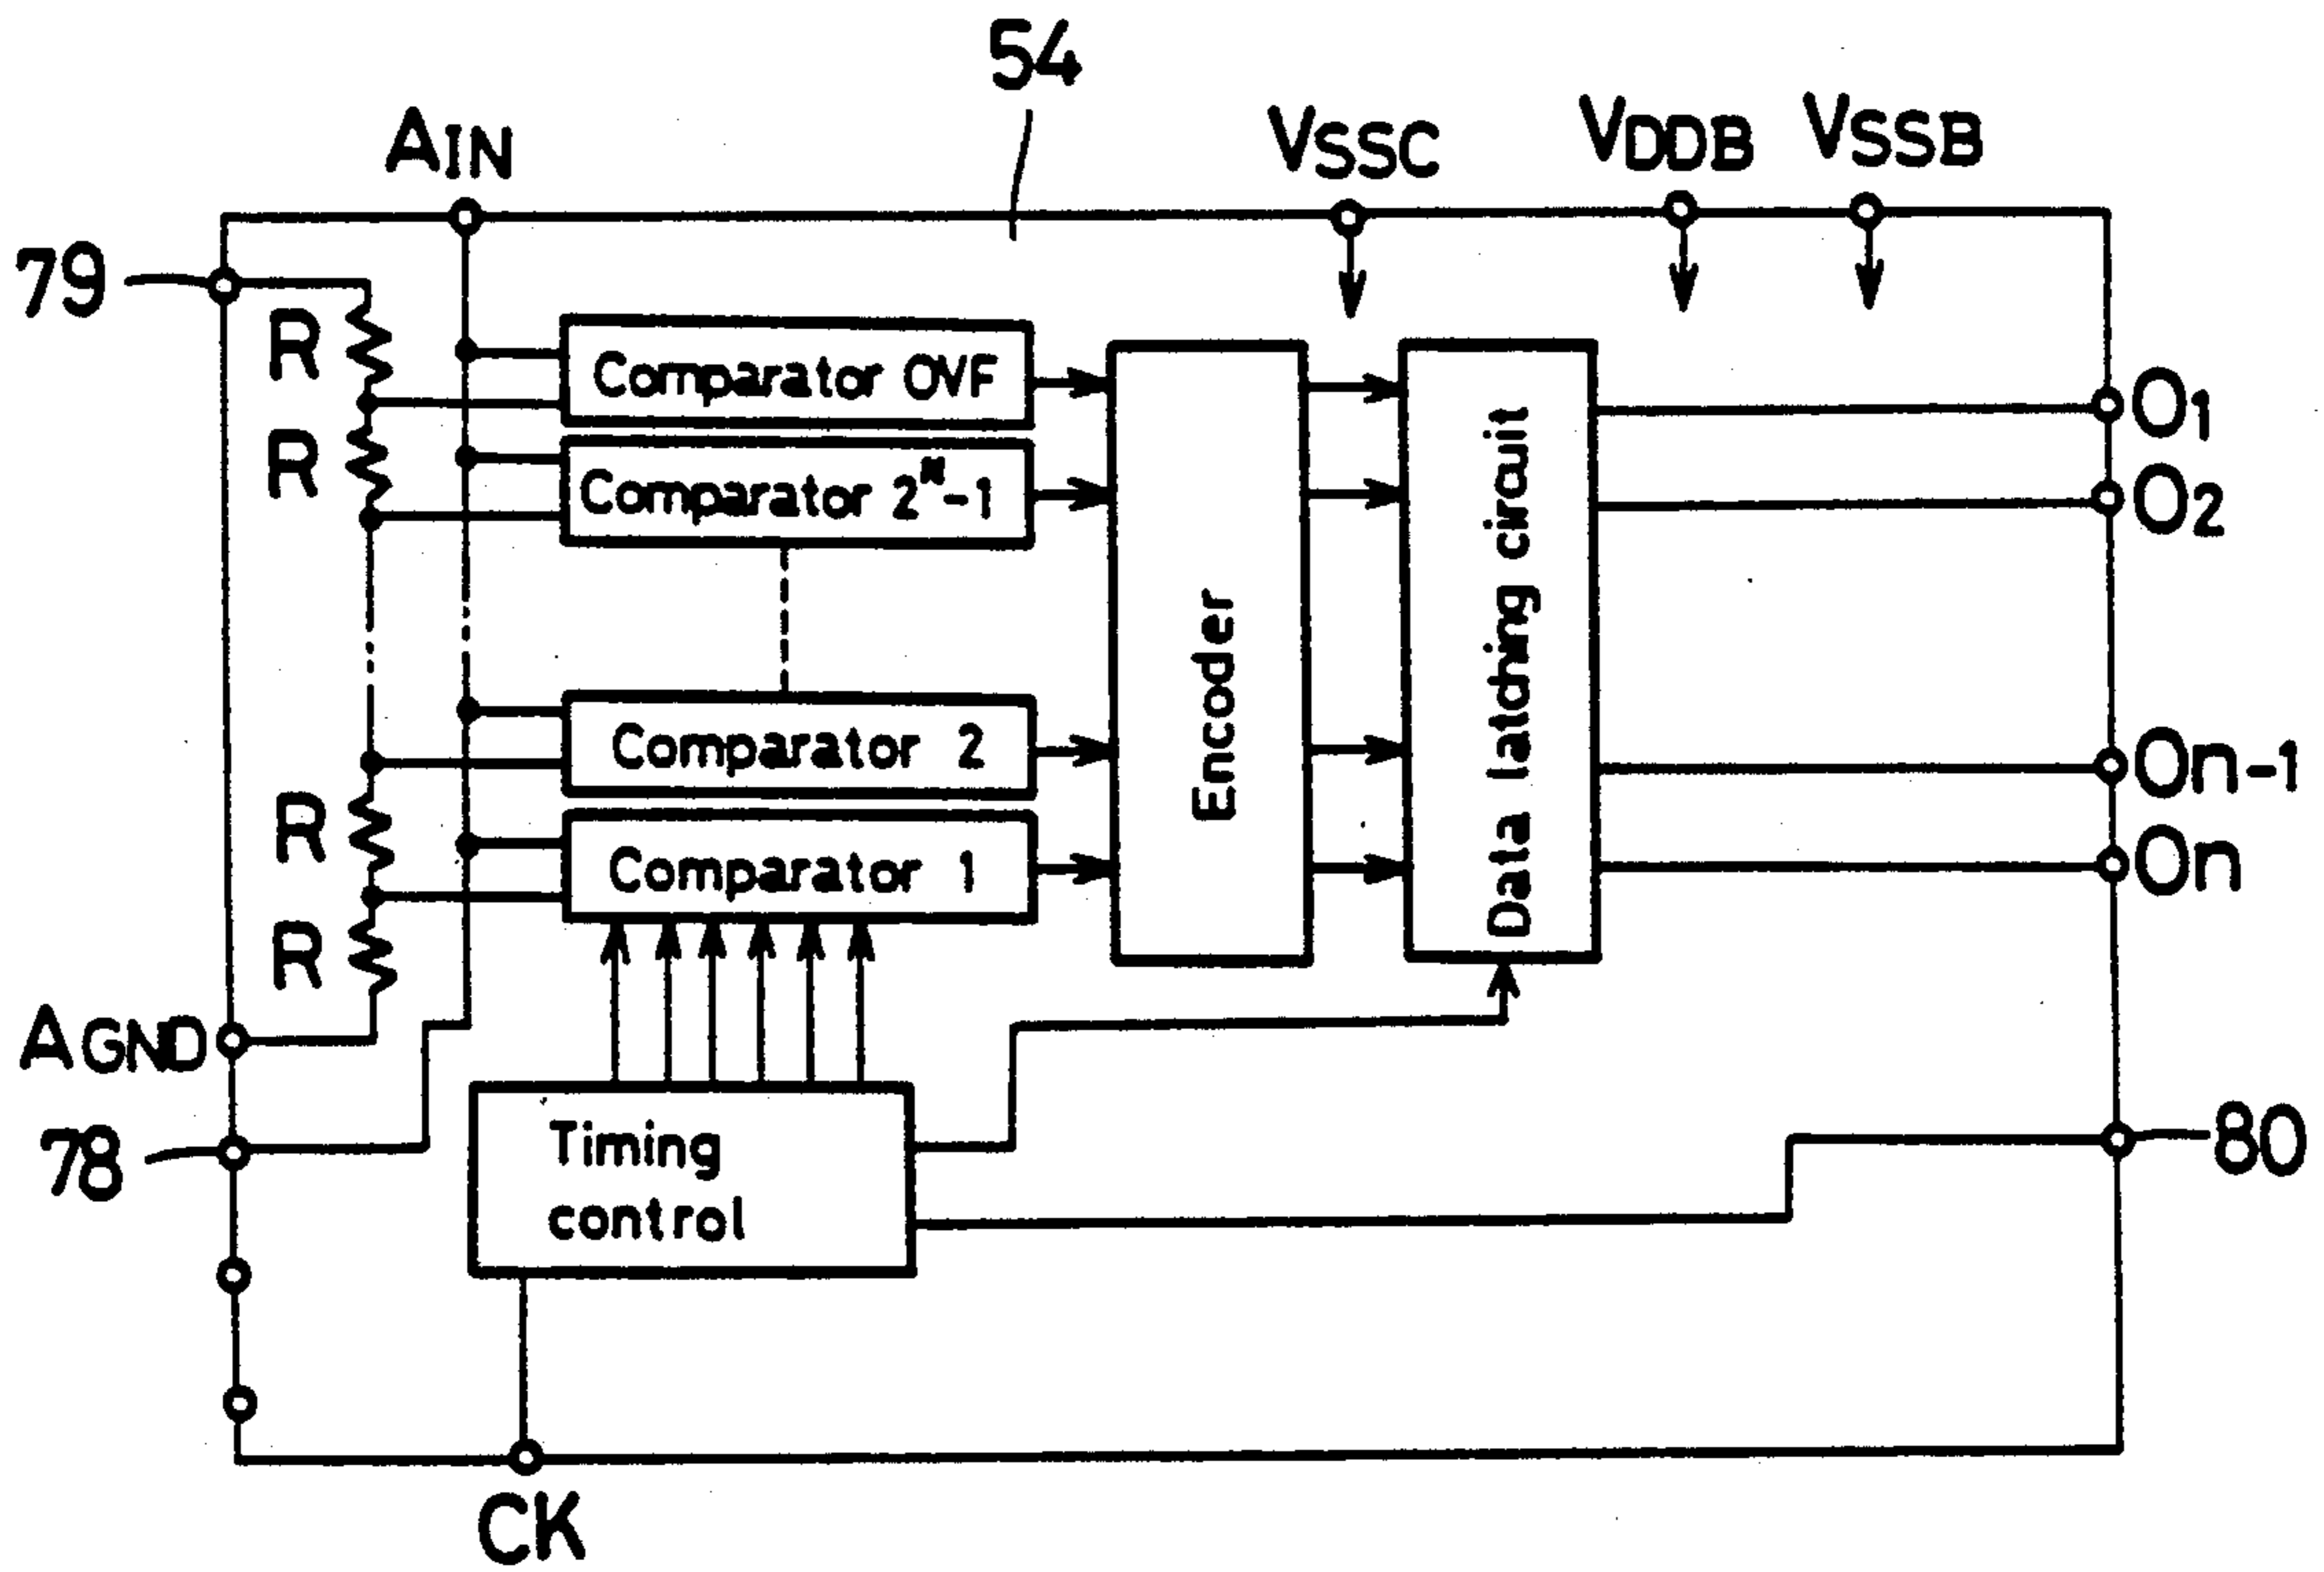 54
AIN
VSSC
VDDB
VSSB
79
R
Comparator OVF
O1
R
Comparator 2^N-1
O2
Encoder
Data latching circuit
Comparator 2
On-1
R
Comparator 1
On
R
AGND
78
Timing
control
80
CK